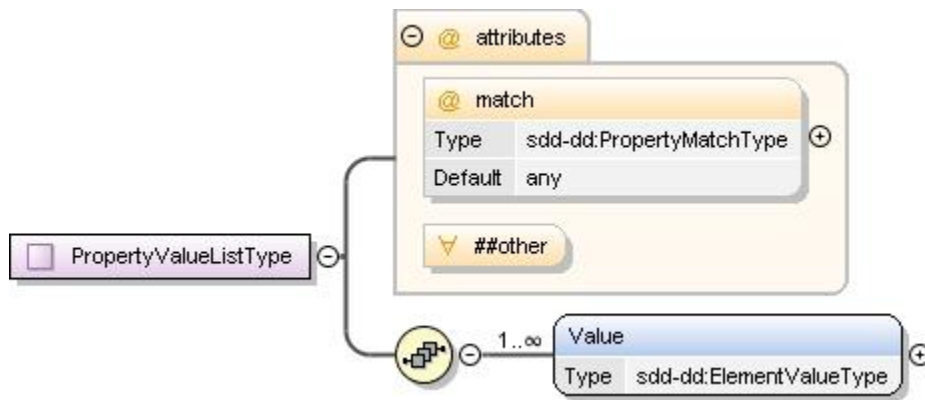 @ attributes
@ match
Type sdd-dd:PropertyMatchType
Default any
∀ ##other
PropertyValueListType
1..∞
Value
Type sdd-dd:ElementValueType